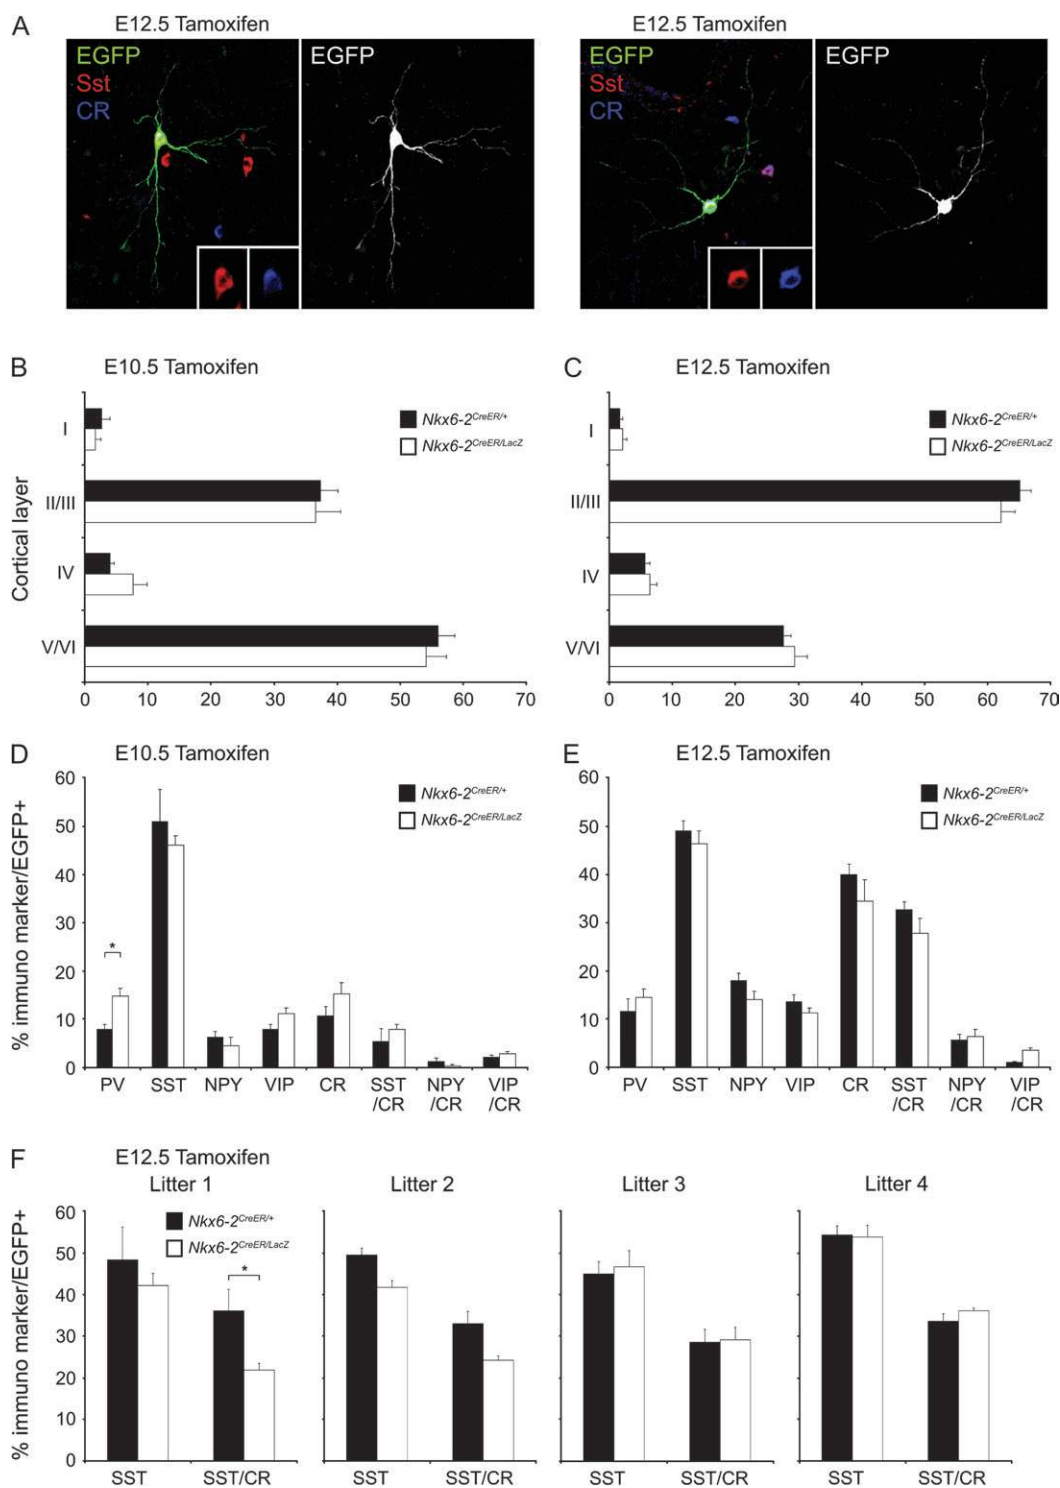 A
E12.5 Tamoxifen
EGFP
Sst
CR
EGFP
E12.5 Tamoxifen
EGFP
Sst
CR
EGFP
B
E10.5 Tamoxifen
Nkx6-2CreER/+
Nkx6-2CreER/LacZ
Cortical layer
I
II/III
IV
V/VI
0 10 20 30 40 50 60 70
C
E12.5 Tamoxifen
Nkx6-2CreER/+
Nkx6-2CreER/LacZ
I
II/III
IV
V/VI
0 10 20 30 40 50 60 70
D
E10.5 Tamoxifen
Nkx6-2CreER/+
Nkx6-2CreER/LacZ
% immuno marker/EGFP+
60
50
40
30
20
10
0
*
PV SST NPY VIP CR SST NPY VIP
/CR /CR /CR
E
E12.5 Tamoxifen
Nkx6-2CreER/+
Nkx6-2CreER/LacZ
60
50
40
30
20
10
0
PV SST NPY VIP CR SST NPY VIP
/CR /CR /CR
F
E12.5 Tamoxifen
Litter 1
Litter 2
Litter 3
Litter 4
Nkx6-2CreER/+
Nkx6-2CreER/LacZ
% immuno marker/EGFP+
60
50
40
30
20
10
0
*
SST SST/CR
SST SST/CR
SST SST/CR
SST SST/CR